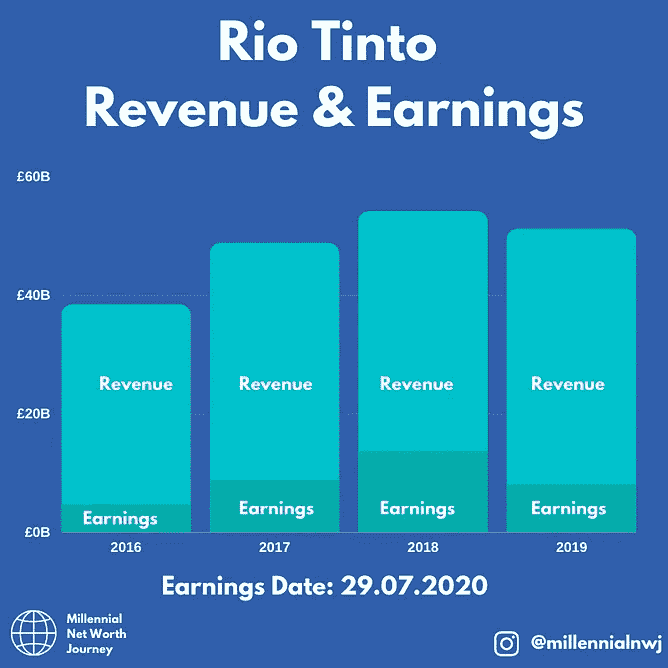 Rio Tinto
Revenue & Earnings
£60B
£40B
£20B
£0B
Revenue
Revenue
Revenue
Revenue
Earnings
Earnings
Earnings
Earnings
2016
2017
2018
2019
Earnings Date: 29.07.2020
Millennial
Net Worth
Journey
@millennialnwj